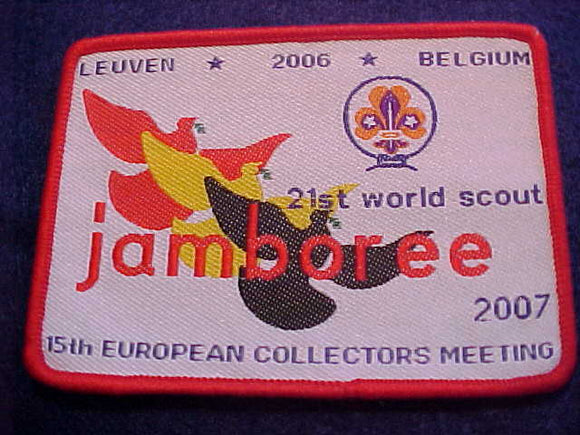 LEUVEN ★ 2006 ★ BELGIUM
21st world scout
jamboree
2007
15th EUROPEAN COLLECTORS MEETING